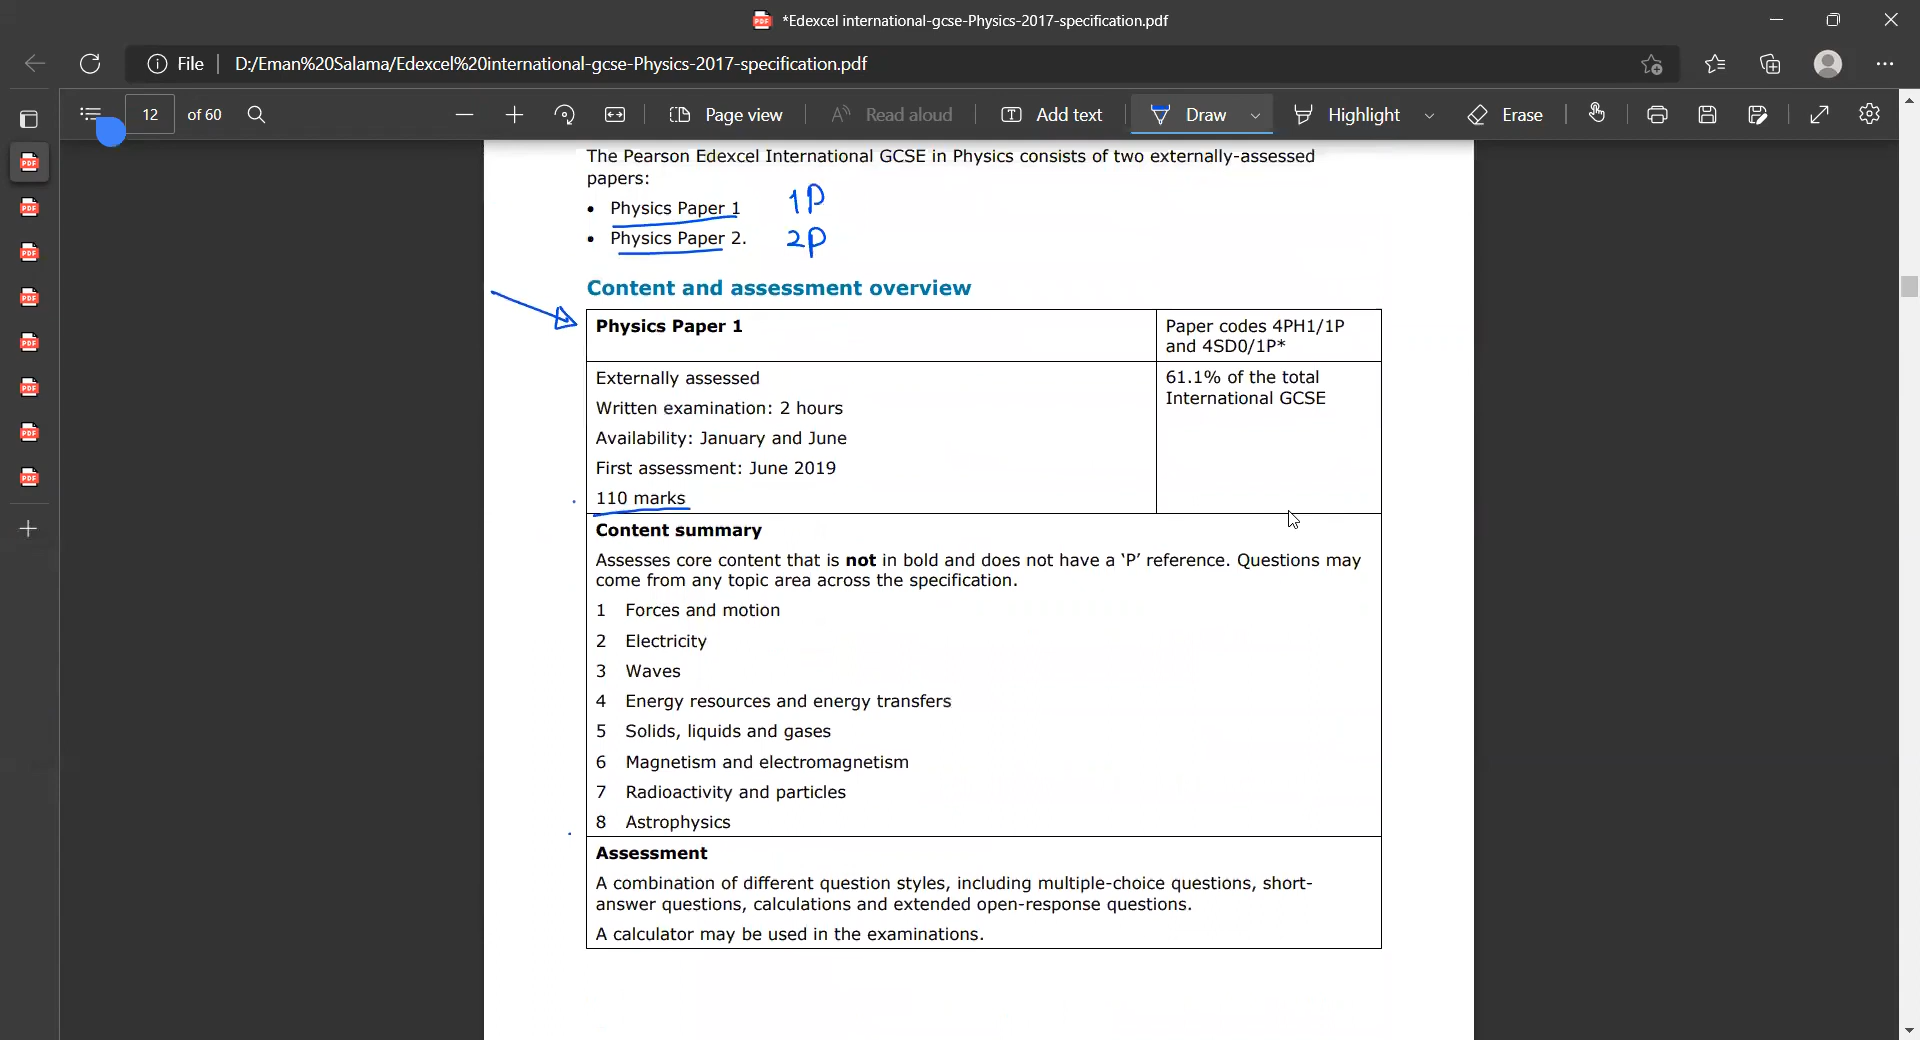 *Edexcel international-gcse-Physics-2017-specification.pdf
File
D:/Eman%20Salama/Edexcel%20international-gcse-Physics-2017-specification.pdf
12 of 60 Page view Read aloud Add text Draw Highlight Erase
The Pearson Edexcel International GCSE in Physics consists of two externally-assessed
papers:
• Physics Paper 1 1P
• Physics Paper 2. 2P
Content and assessment overview
Physics Paper 1
Paper codes 4PH1/1P
and 4SD0/1P*
Externally assessed
Written examination: 2 hours
Availability: January and June
First assessment: June 2019
110 marks
61.1% of the total
International GCSE
Content summary
Assesses core content that is not in bold and does not have a ‘P’ reference. Questions may
come from any topic area across the specification.
1 Forces and motion
2 Electricity
3 Waves
4 Energy resources and energy transfers
5 Solids, liquids and gases
6 Magnetism and electromagnetism
7 Radioactivity and particles
8 Astrophysics
Assessment
A combination of different question styles, including multiple-choice questions, short-
answer questions, calculations and extended open-response questions.
A calculator may be used in the examinations.